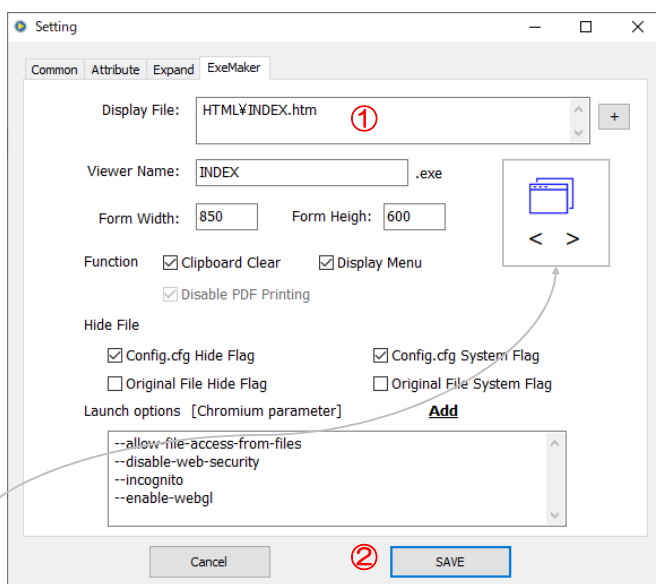 Setting
Common Attribute Expand ExeMaker
Display File: HTML¥INDEX.htm ① +
Viewer Name: INDEX .exe
Form Width: 850 Form Heigh: 600
< >
Function Clipboard Clear Display Menu
Disable PDF Printing
Hide File
Config.cfg Hide Flag Config.cfg System Flag
Original File Hide Flag Original File System Flag
Launch options [Chromium parameter] Add
--allow-file-access-from-files
--disable-web-security
--incognito
--enable-webgl
Cancel ② SAVE